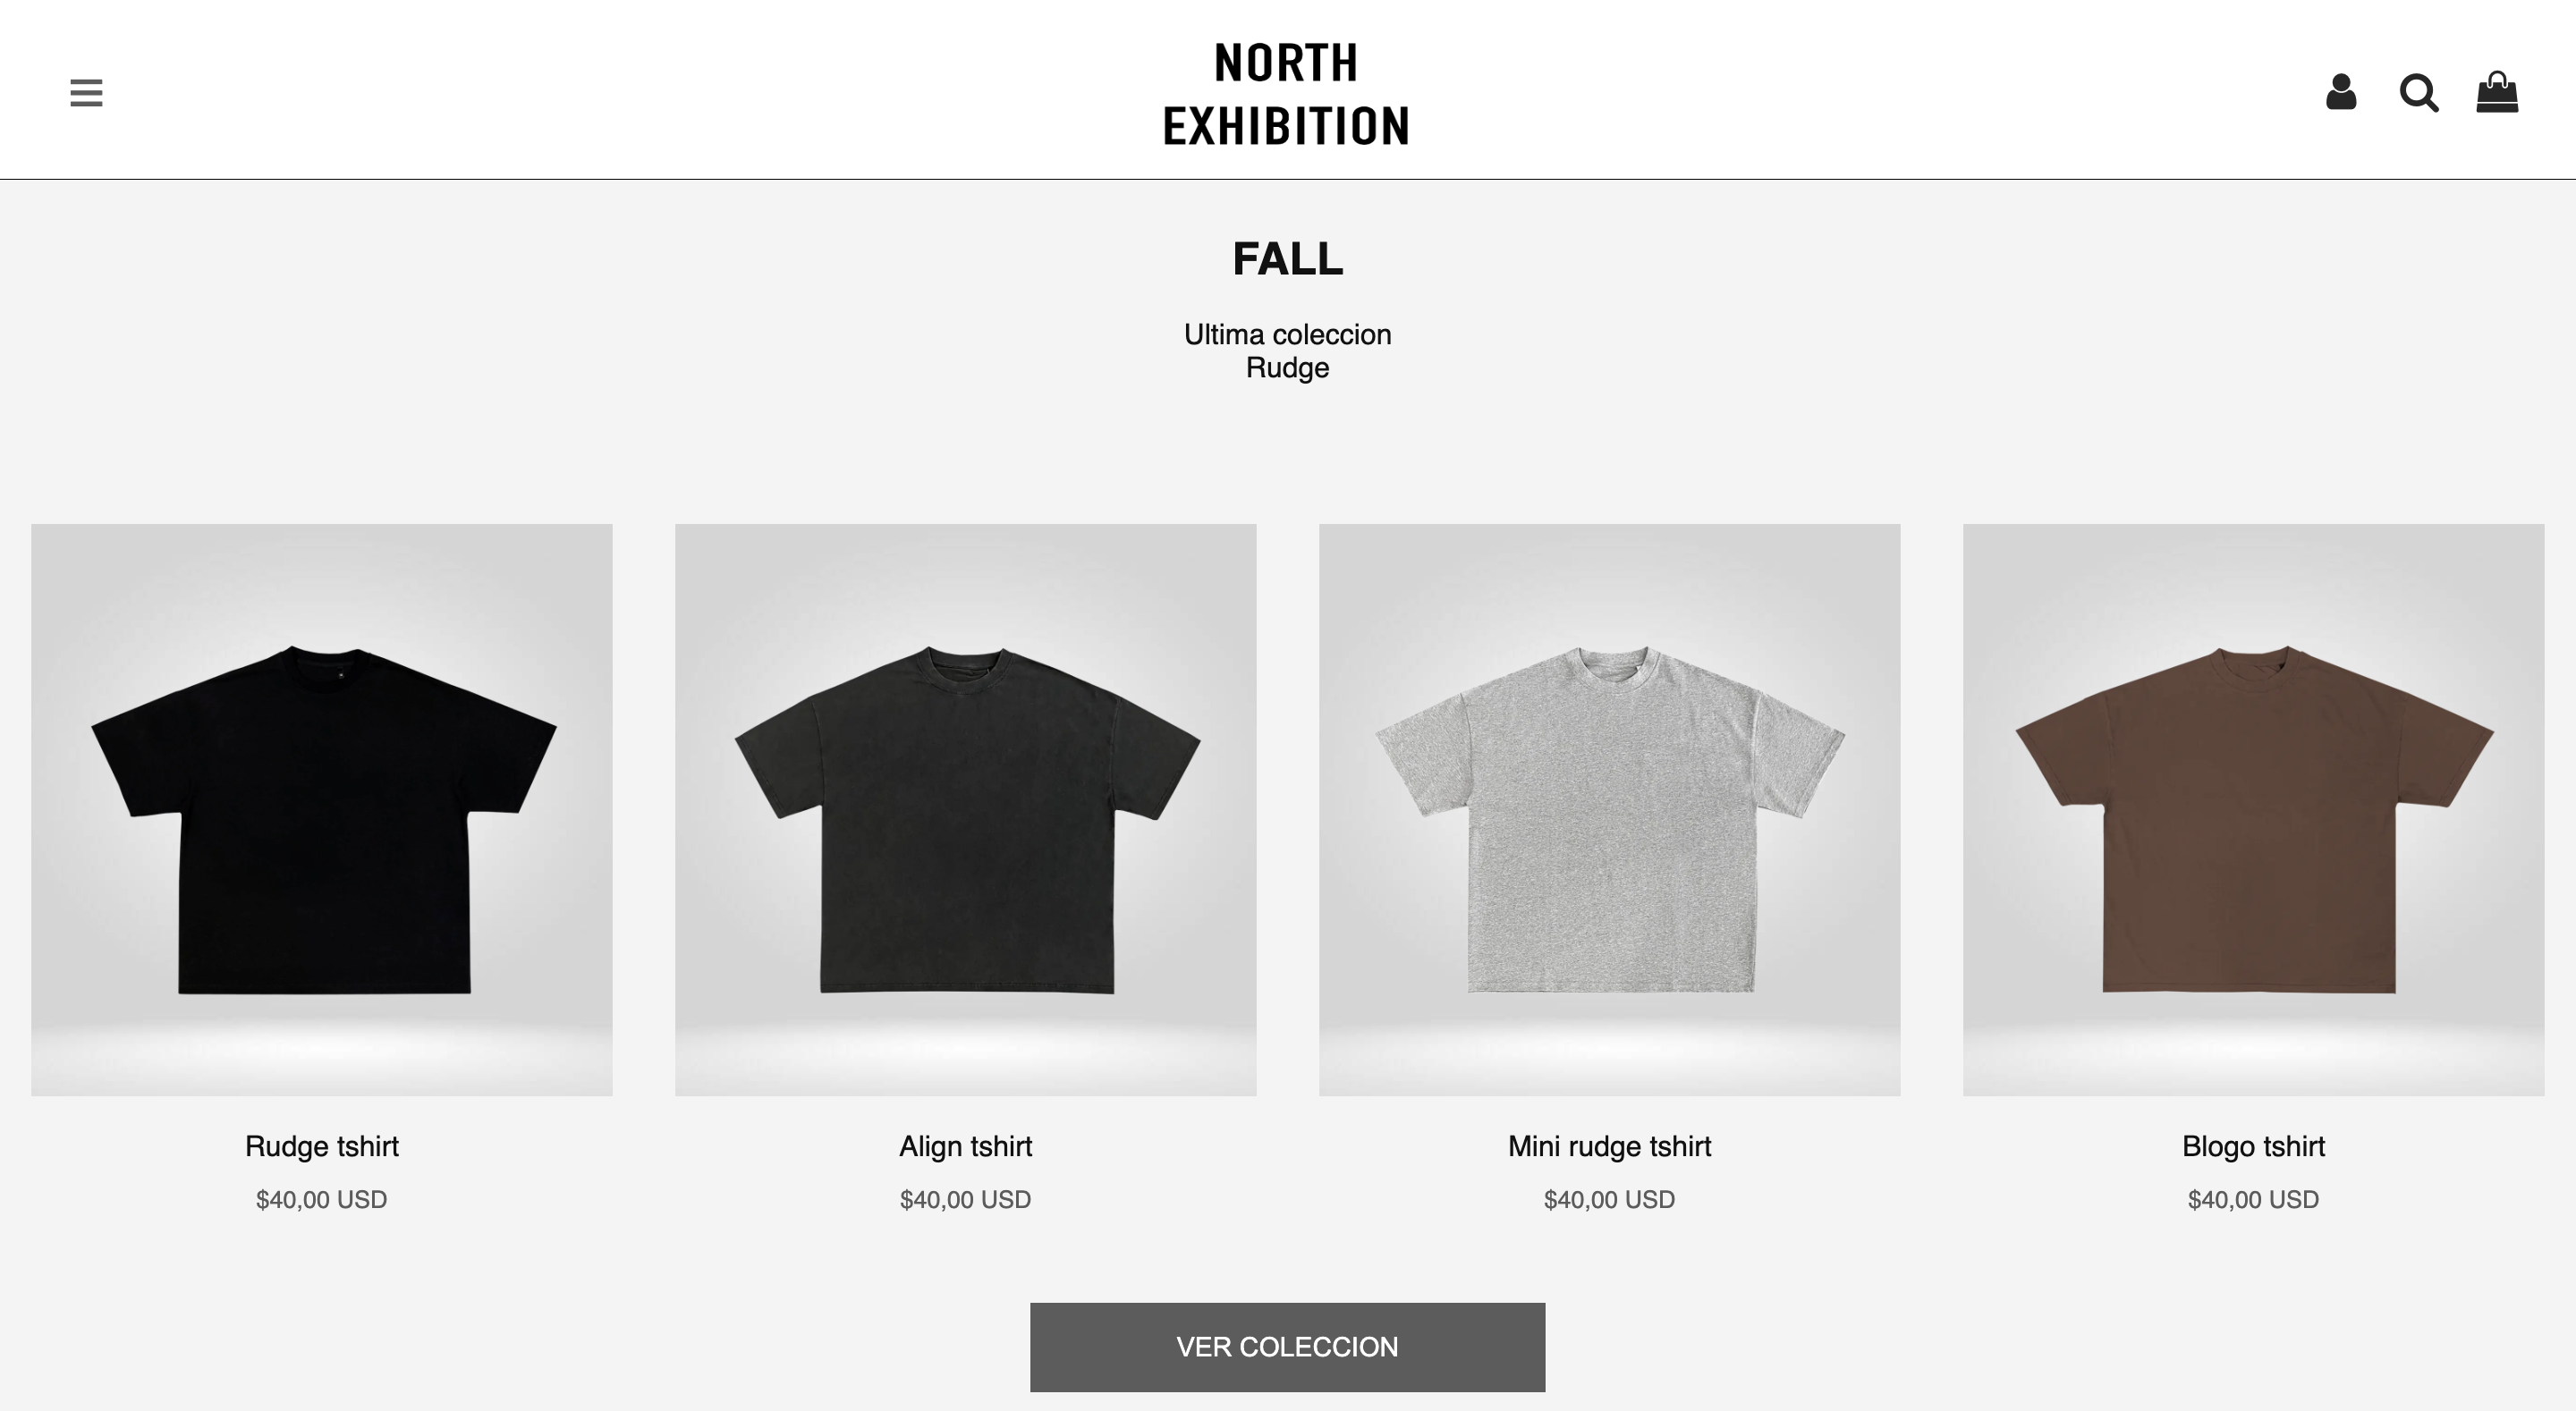 NORTH
EXHIBITION
FALL
Ultima coleccion
Rudge
Rudge tshirt
$40,00 USD
Align tshirt
$40,00 USD
Mini rudge tshirt
$40,00 USD
Blogo tshirt
$40,00 USD
VER COLECCION